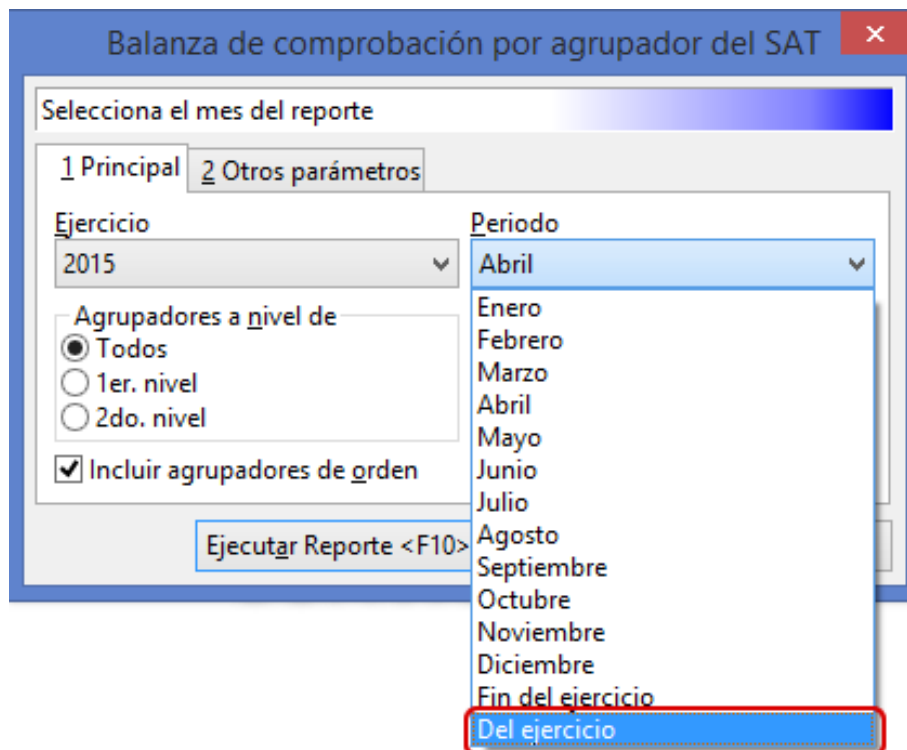 Balanza de comprobación por agrupador del SAT
Selecciona el mes del reporte
1 Principal
2 Otros parámetros
Ejercicio
Periodo
2015
Abril
Agrupadores a nivel de
Todos
1er. nivel
2do. nivel
Incluir agrupadores de orden
Ejecutar Reporte <F10>
Enero
Febrero
Marzo
Abril
Mayo
Junio
Julio
Agosto
Septiembre
Octubre
Noviembre
Diciembre
Fin del ejercicio
Del ejercicio